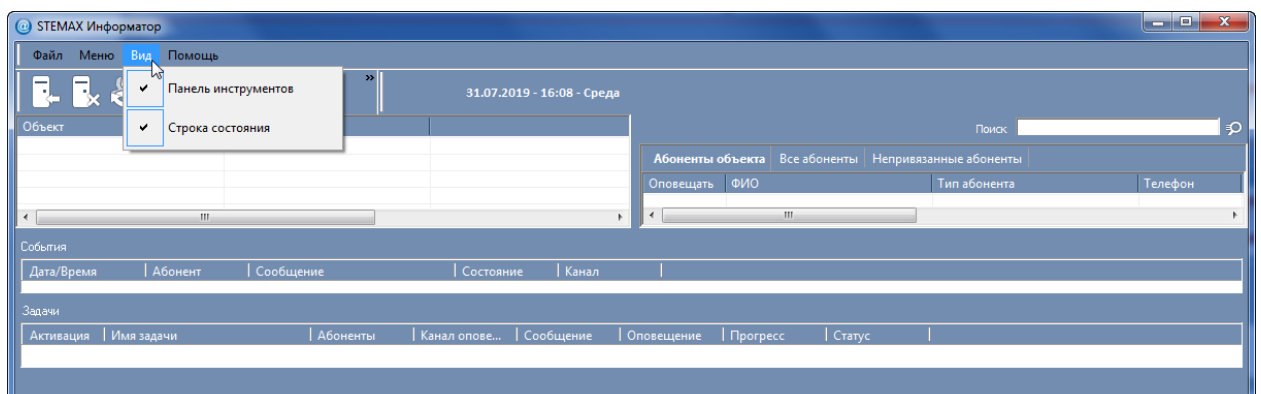 STEMAX Информатор
Файл Меню Вид Помощь
Панель инструментов
Строка состояния
»
31.07.2019 - 16:08 - Среда
Объект
Поиск
Абоненты объекта Все абоненты Непривязанные абоненты
Оповещать ФИО Тип абонента Телефон
События
Дата/Время Абонент Сообщение Состояние Канал
Задачи
Активация Имя задачи Абоненты Канал опове... Сообщение Оповещение Прогресс Статус